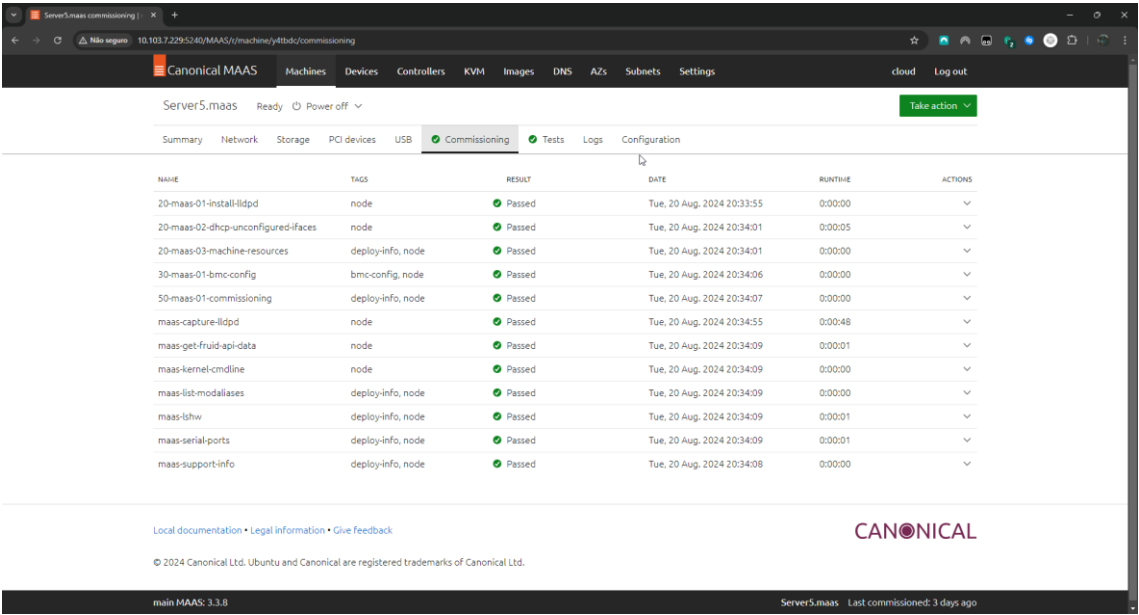 Server5.maas commissioning |
Não seguro 10.103.7.229:5240/MAAS/r/machine/y4tbdc/commissioning
Canonical MAAS Machines Devices Controllers KVM Images DNS AZs Subnets Settings cloud Log out
Server5.maas Ready Power off Take action
Summary Network Storage PCI devices USB Commissioning Tests Logs Configuration
NAME TAGS RESULT DATE RUNTIME ACTIONS
20-maas-01-install-lldpd node Passed Tue, 20 Aug. 2024 20:33:55 0:00:00
20-maas-02-dhcp-unconfigured-ifaces node Passed Tue, 20 Aug. 2024 20:34:01 0:00:05
20-maas-03-machine-resources deploy-info, node Passed Tue, 20 Aug. 2024 20:34:01 0:00:00
30-maas-01-bmc-config bmc-config, node Passed Tue, 20 Aug. 2024 20:34:06 0:00:00
50-maas-01-commissioning deploy-info, node Passed Tue, 20 Aug. 2024 20:34:07 0:00:00
maas-capture-lldpd node Passed Tue, 20 Aug. 2024 20:34:55 0:00:48
maas-get-fruid-api-data node Passed Tue, 20 Aug. 2024 20:34:09 0:00:01
maas-kernel-cmdline node Passed Tue, 20 Aug. 2024 20:34:09 0:00:00
maas-list-modaliases deploy-info, node Passed Tue, 20 Aug. 2024 20:34:09 0:00:00
maas-lshw deploy-info, node Passed Tue, 20 Aug. 2024 20:34:09 0:00:01
maas-serial-ports deploy-info, node Passed Tue, 20 Aug. 2024 20:34:09 0:00:01
maas-support-info deploy-info, node Passed Tue, 20 Aug. 2024 20:34:08 0:00:00
Local documentation • Legal information • Give feedback
CANONICAL
© 2024 Canonical Ltd. Ubuntu and Canonical are registered trademarks of Canonical Ltd.
main MAAS: 3.3.8 Server5.maas Last commissioned: 3 days ago